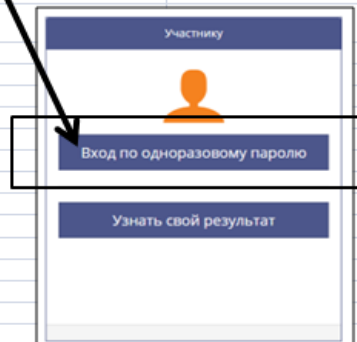 Участнику
Вход по одноразовому паролю
Узнать свой результат